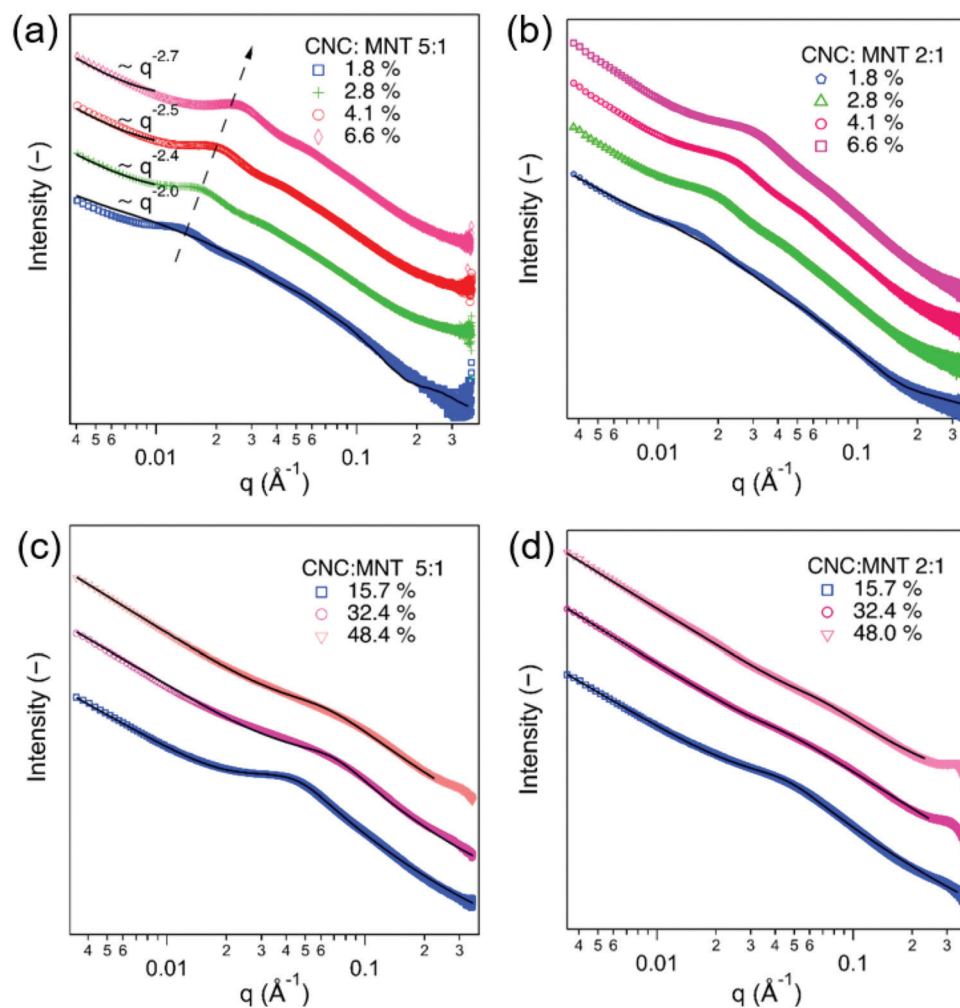 (a)
CNC: MNT 5:1
1.8 %
2.8 %
4.1 %
6.6 %
~ q^-2.7
~ q^-2.5
~ q^-2.4
~ q^-2.0
Intensity (−)
4 5 6 2 3 4 5 6 2 3
0.01 0.1
q (Å^-1)
(b)
CNC: MNT 2:1
1.8 %
2.8 %
4.1 %
6.6 %
Intensity (−)
4 5 6 2 3 4 5 6 2 3
0.01 0.1
q (Å^-1)
(c)
CNC:MNT 5:1
15.7 %
32.4 %
48.4 %
Intensity (−)
4 5 6 2 3 4 5 6 2 3
0.01 0.1
q (Å^-1)
(d)
CNC:MNT 2:1
15.7 %
32.4 %
48.0 %
Intensity (−)
4 5 6 2 3 4 5 6 2 3
0.01 0.1
q (Å^-1)